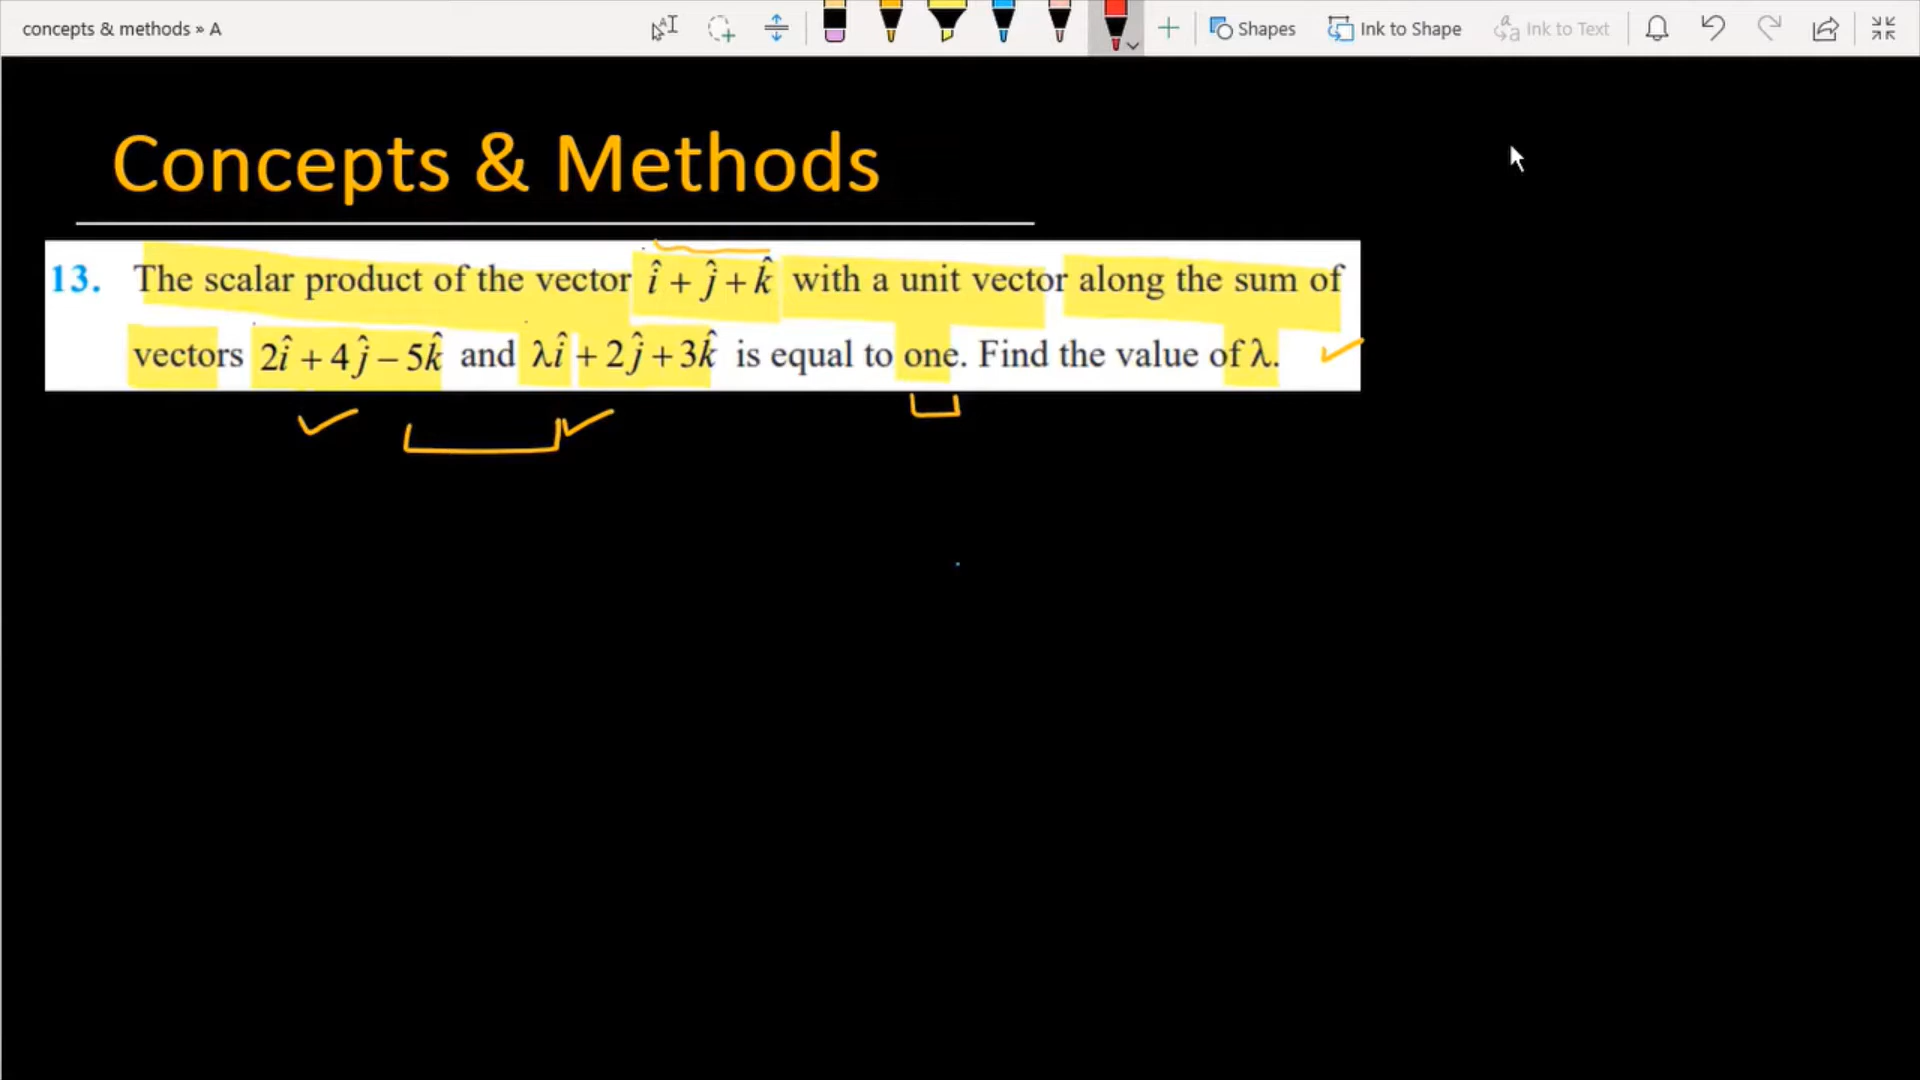 concepts & methods » A
Shapes
Ink to Shape
Ink to Text
Concepts & Methods
13. The scalar product of the vector î + ĵ + k̂ with a unit vector along the sum of
vectors 2î + 4ĵ − 5k̂ and λî + 2ĵ + 3k̂ is equal to one. Find the value of λ.